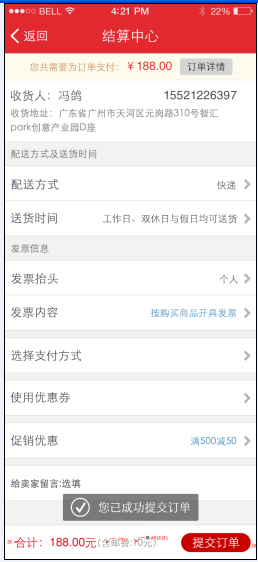 BELL 4:21 PM 22%
返回 结算中心
您共需要为订单支付：￥188.00 订单详情
收货人：冯鸽 15521226397
收货地址：广东省广州市天河区元岗路310号智汇
park创意产业园D座
配送方式及送货时间
配送方式 快递
送货时间 工作日、双休日与假日均可送货
发票信息
发票抬头 个人
发票内容 按购买商品开具发票
选择支付方式
使用优惠券
促销优惠 满500减50
给卖家留言:选填
您已成功提交订单
合计：188.00元(含邮费:10元) 提交订单